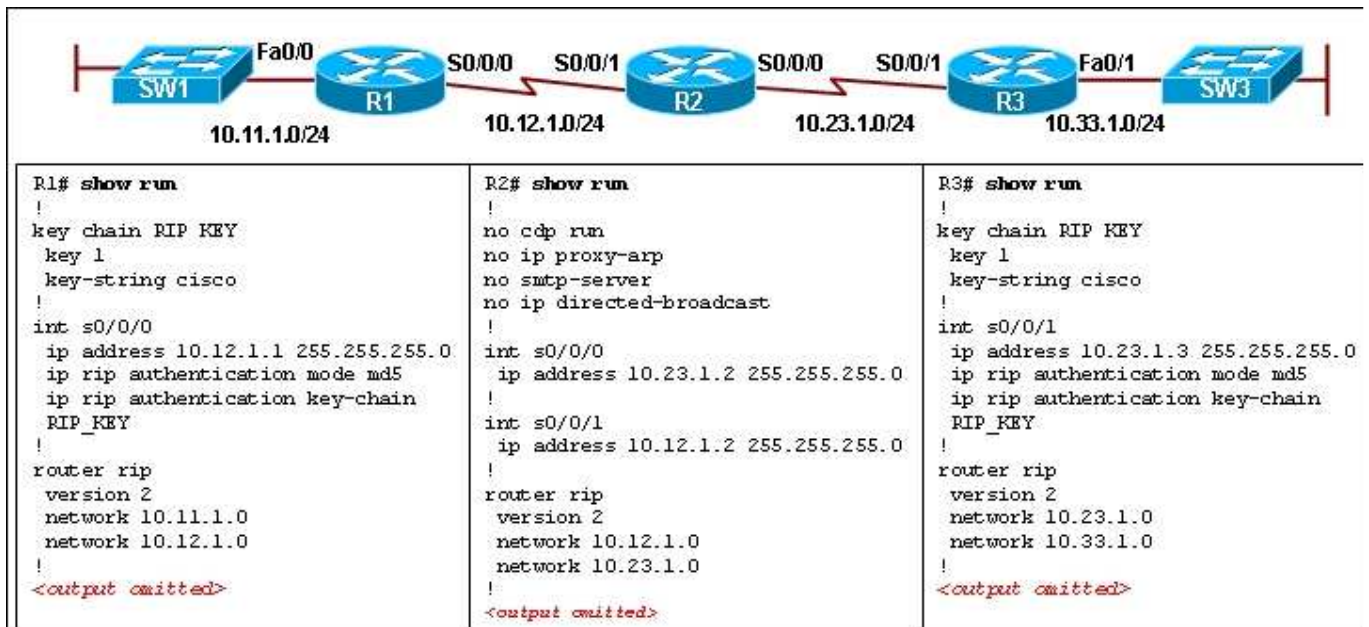 Fa0/0 S0/0/0 S0/0/1 S0/0/0 S0/0/1 Fa0/1
SW1 R1 R2 R3 SW3
10.11.1.0/24 10.12.1.0/24 10.23.1.0/24 10.33.1.0/24
R1# show run
!
key chain RIP KEY
key 1
key-string cisco
!
int s0/0/0
ip address 10.12.1.1 255.255.255.0
ip rip authentication mode md5
ip rip authentication key-chain
RIP_KEY
!
router rip
version 2
network 10.11.1.0
network 10.12.1.0
!
<output omitted>
R2# show run
!
no cdp run
no ip proxy-arp
no smtp-server
no ip directed-broadcast
!
int s0/0/0
ip address 10.23.1.2 255.255.255.0
!
int s0/0/1
ip address 10.12.1.2 255.255.255.0
!
router rip
version 2
network 10.12.1.0
network 10.23.1.0
!
<output omitted>
R3# show run
!
key chain RIP KEY
key 1
key-string cisco
!
int s0/0/1
ip address 10.23.1.3 255.255.255.0
ip rip authentication mode md5
ip rip authentication key-chain
RIP_KEY
!
router rip
version 2
network 10.23.1.0
network 10.33.1.0
!
<output omitted>